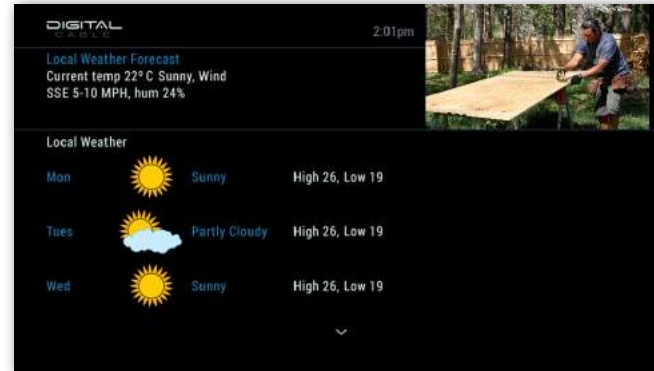 DIGITAL
CABLE
2:01pm
Local Weather Forecast
Current temp 22º C Sunny, Wind
SSE 5-10 MPH, hum 24%
Local Weather
Mon Sunny High 26, Low 19
Tues Partly Cloudy High 26, Low 19
Wed Sunny High 26, Low 19